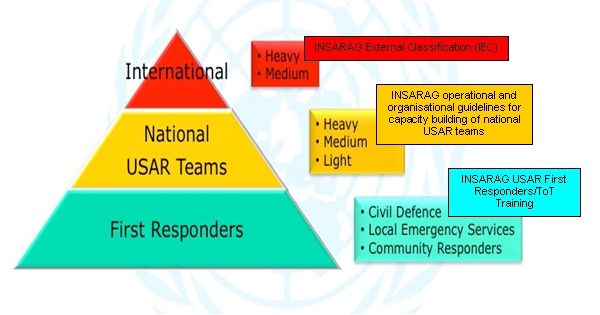 International
• Heavy
• Medium
INSARAG External Classification (IEC)
National
USAR Teams
• Heavy
• Medium
• Light
INSARAG operational and
organisational guidelines for
capacity building of national
USAR teams
First Responders
• Civil Defence
• Local Emergency Services
• Community Responders
INSARAG USAR First
Responders/ToT
Training